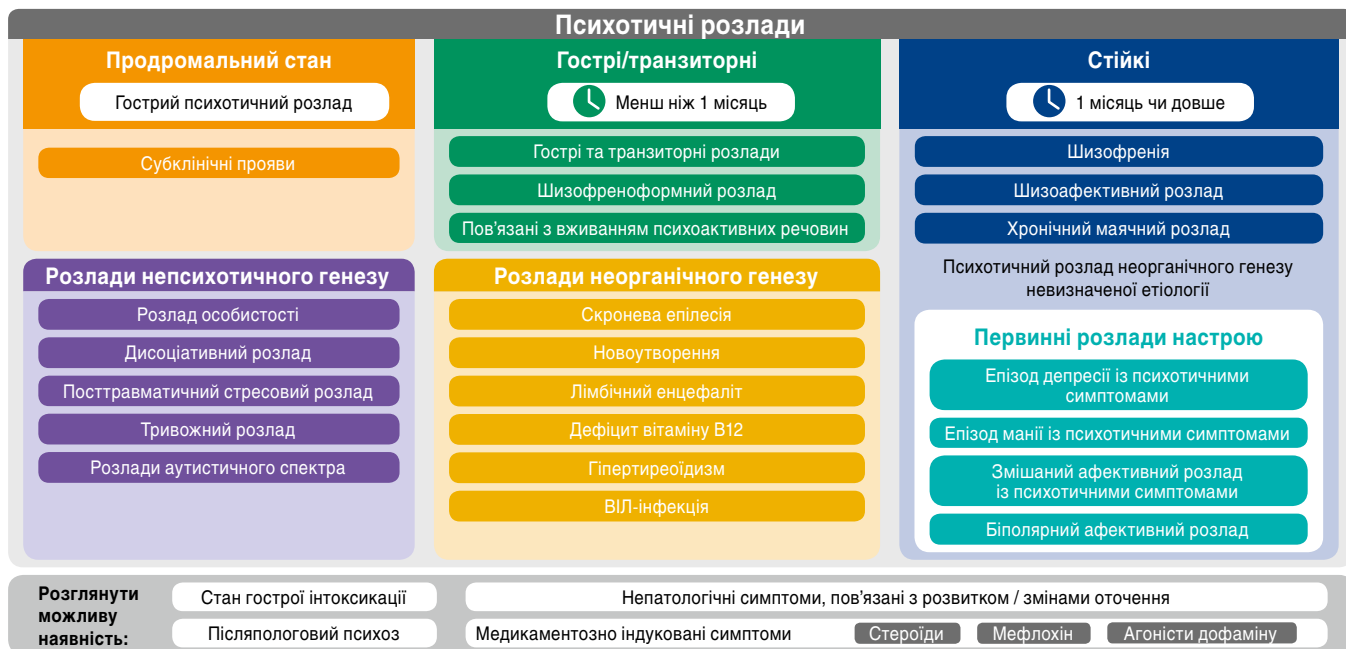 Психотичні розлади
Продромальний стан
Гострий психотичний розлад
Субклінічні прояви
Гострі/транзиторні
Менш ніж 1 місяць
Гострі та транзиторні розлади
Шизофреноформний розлад
Пов'язані з вживанням психоактивних речовин
Стійкі
1 місяць чи довше
Шизофренія
Шизоафективний розлад
Хронічний маячний розлад
Психотичний розлад неорганічного генезу
невизначеної етіології
Первинні розлади настрою
Епізод депресії із психотичними
симптомами
Епізод манії із психотичними симптомами
Змішаний афективний розлад
із психотичними симптомами
Біполярний афективний розлад
Розлади непсихотичного генезу
Розлад особистості
Дисоціативний розлад
Посттравматичний стресовий розлад
Тривожний розлад
Розлади аутистичного спектра
Розлади неорганічного генезу
Скронева епілесія
Новоутворення
Лімбічний енцефаліт
Дефіцит вітаміну В12
Гіпертиреоїдизм
ВІЛ-інфекція
Розглянути
можливу
наявність:
Стан гострої інтоксикації
Непатологічні симптоми, пов'язані з розвитком / змінами оточення
Післяпологовий психоз
Медикаментозно індуковані симптоми Стероїди Мефлохін Агоністи дофаміну